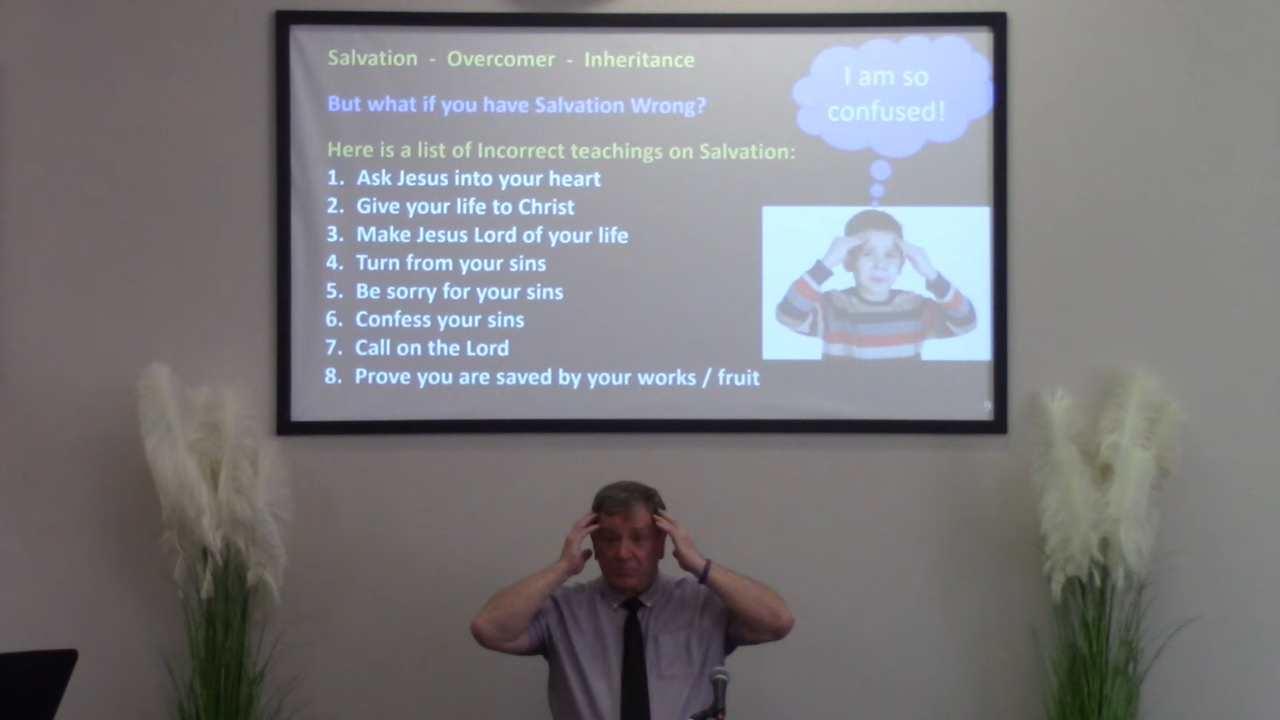 Salvation - Overcomer - Inheritance
But what if you have Salvation Wrong?
Here is a list of Incorrect teachings on Salvation:
1. Ask Jesus into your heart
2. Give your life to Christ
3. Make Jesus Lord of your life
4. Turn from your sins
5. Be sorry for your sins
6. Confess your sins
7. Call on the Lord
8. Prove you are saved by your works / fruit
I am so
confused!
9